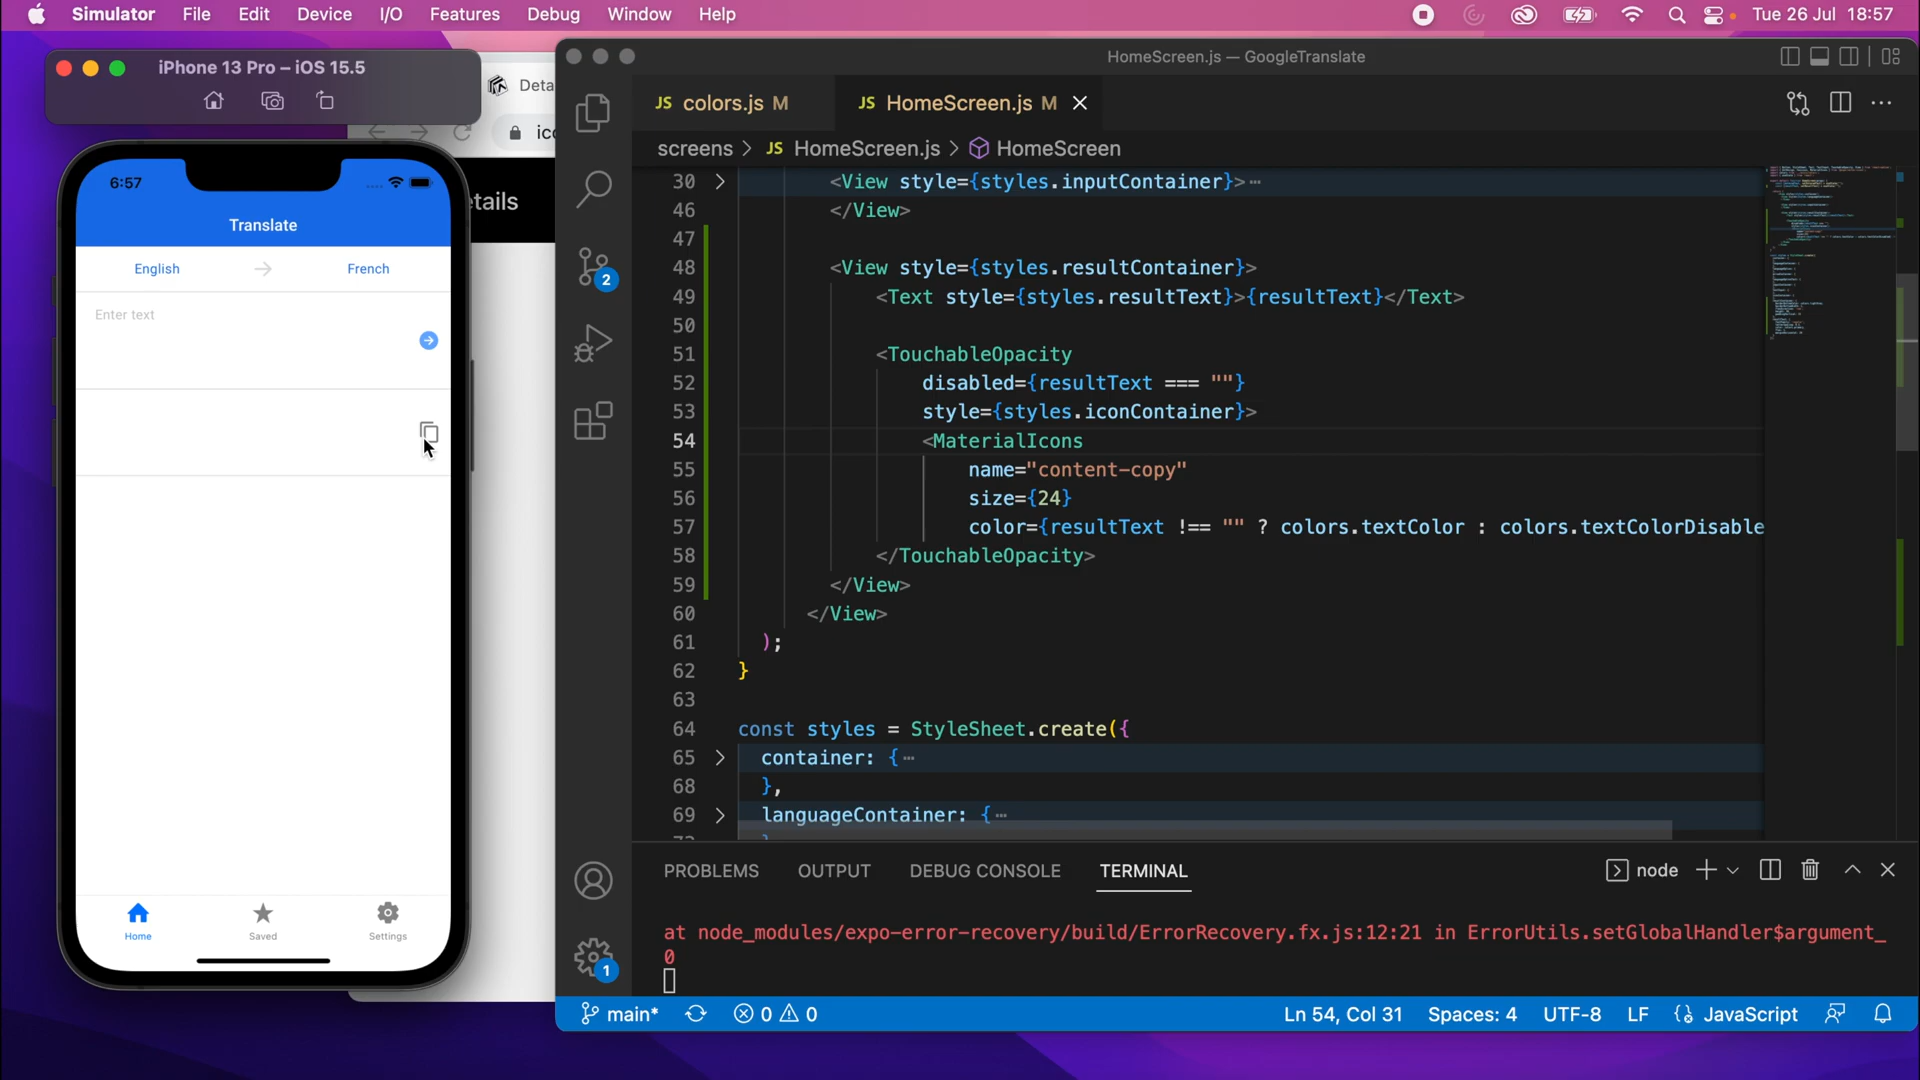 Simulator File Edit Device I/O Features Debug Window Help
Tue 26 Jul 18:57
iPhone 13 Pro – iOS 15.5
Deta
ico
etails
6:57
Translate
English
French
Enter text
Home
Saved
Settings
HomeScreen.js — GoogleTranslate
JS colors.js M
JS HomeScreen.js M
screens > JS HomeScreen.js > HomeScreen
30 <View style={styles.inputContainer}>
46 </View>
47
48 <View style={styles.resultContainer}>
49 <Text style={styles.resultText}>{resultText}</Text>
50
51 <TouchableOpacity
52 disabled={resultText === ""}
53 style={styles.iconContainer}>
54 <MaterialIcons
55 name="content-copy"
56 size={24}
57 color={resultText !== "" ? colors.textColor : colors.textColorDisable
58 </TouchableOpacity>
59 </View>
60 </View>
61 );
62 }
63
64 const styles = StyleSheet.create({
65 container: {
68 },
69 languageContainer: {
2
1
PROBLEMS OUTPUT DEBUG CONSOLE TERMINAL
node
at node_modules/expo-error-recovery/build/ErrorRecovery.fx.js:12:21 in ErrorUtils.setGlobalHandler$argument_
0
main* 0 0
Ln 54, Col 31 Spaces: 4 UTF-8 LF JavaScript